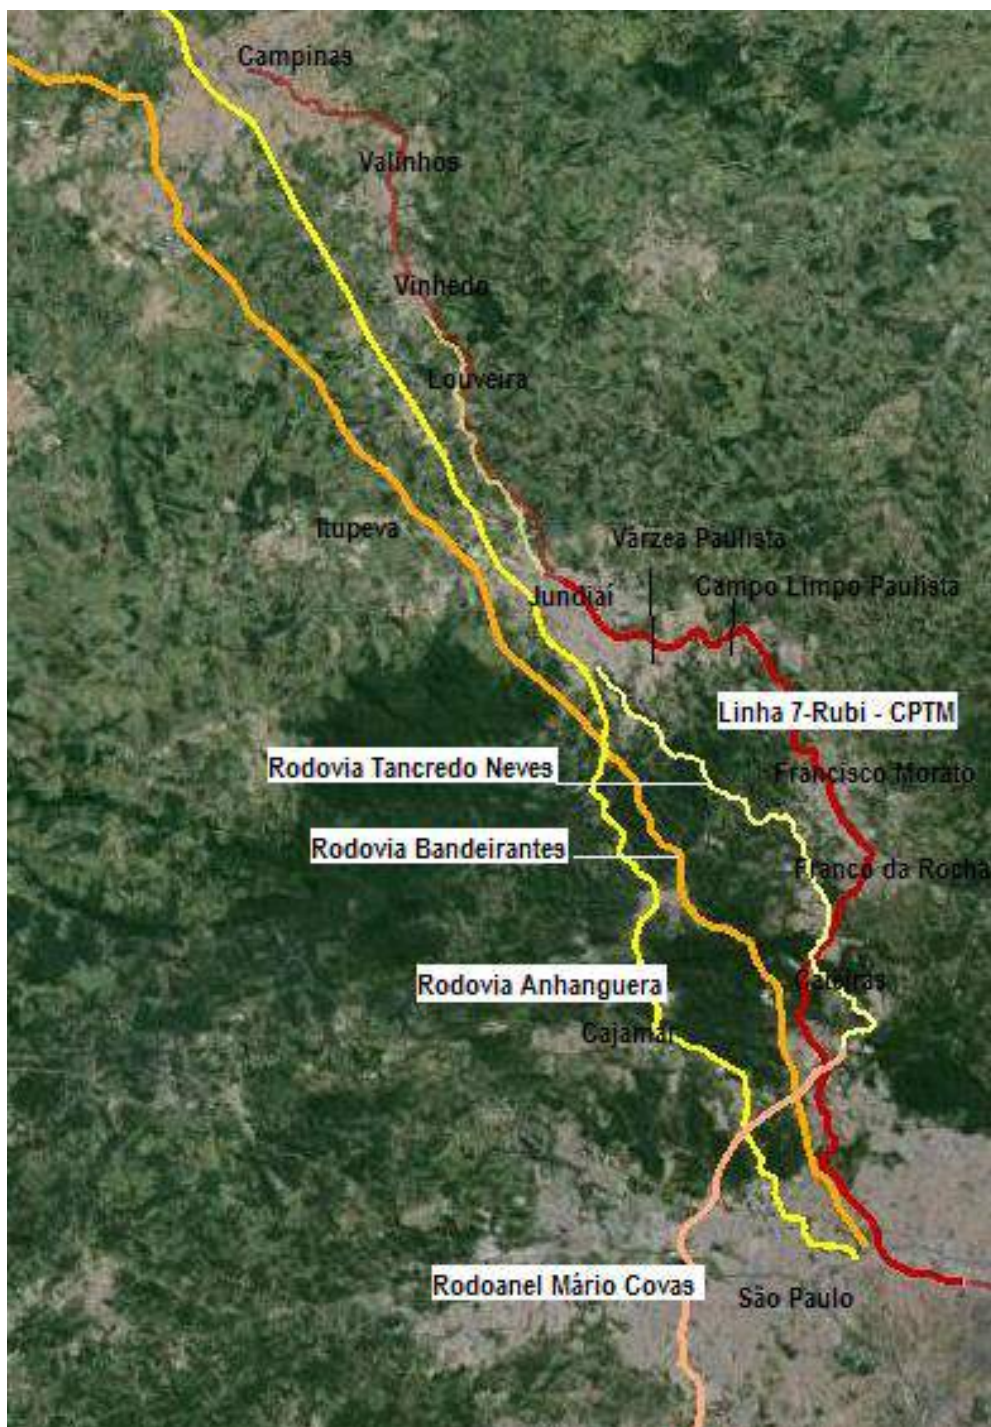 Campinas
Valinhos
Vinhedo
Louveira
Itupeva
Várzea Paulista
Campo Limpo Paulista
Jundiaí
Linha 7-Rubi - CPTM
Rodovia Tancredo Neves
Francisco Morato
Rodovia Bandeirantes
Franco da Rocha
Rodovia Anhanguera
Caieiras
Cajamar
Rodoanel Mário Covas
São Paulo